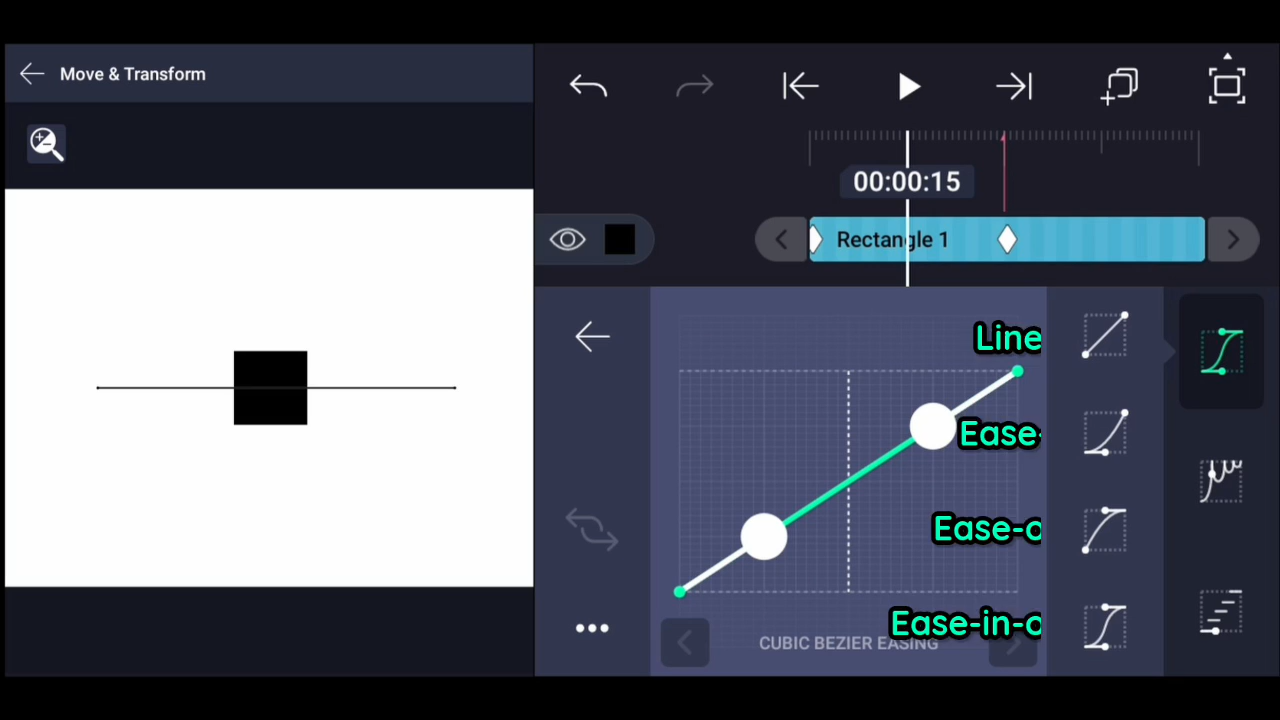 Move & Transform
00:00:15
Rectangle 1
Line
Ease-
Ease-o
Ease-in-o
CUBIC BEZIER EASING